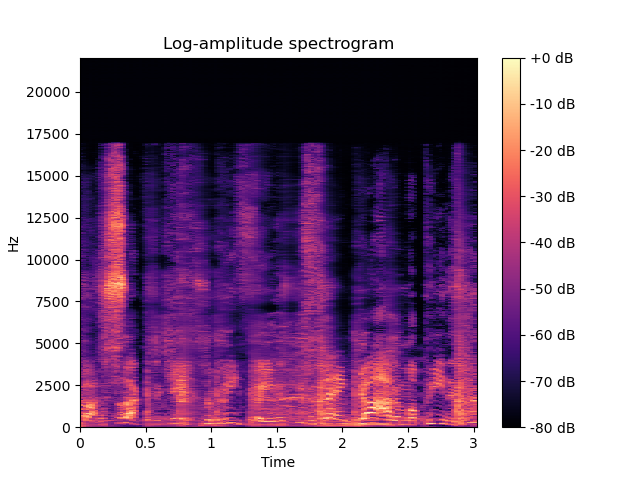 Log-amplitude spectrogram
20000
17500
15000
12500
10000
7500
5000
2500
0
Hz
0 0.5 1 1.5 2 2.5 3
Time
+0 dB
-10 dB
-20 dB
-30 dB
-40 dB
-50 dB
-60 dB
-70 dB
-80 dB